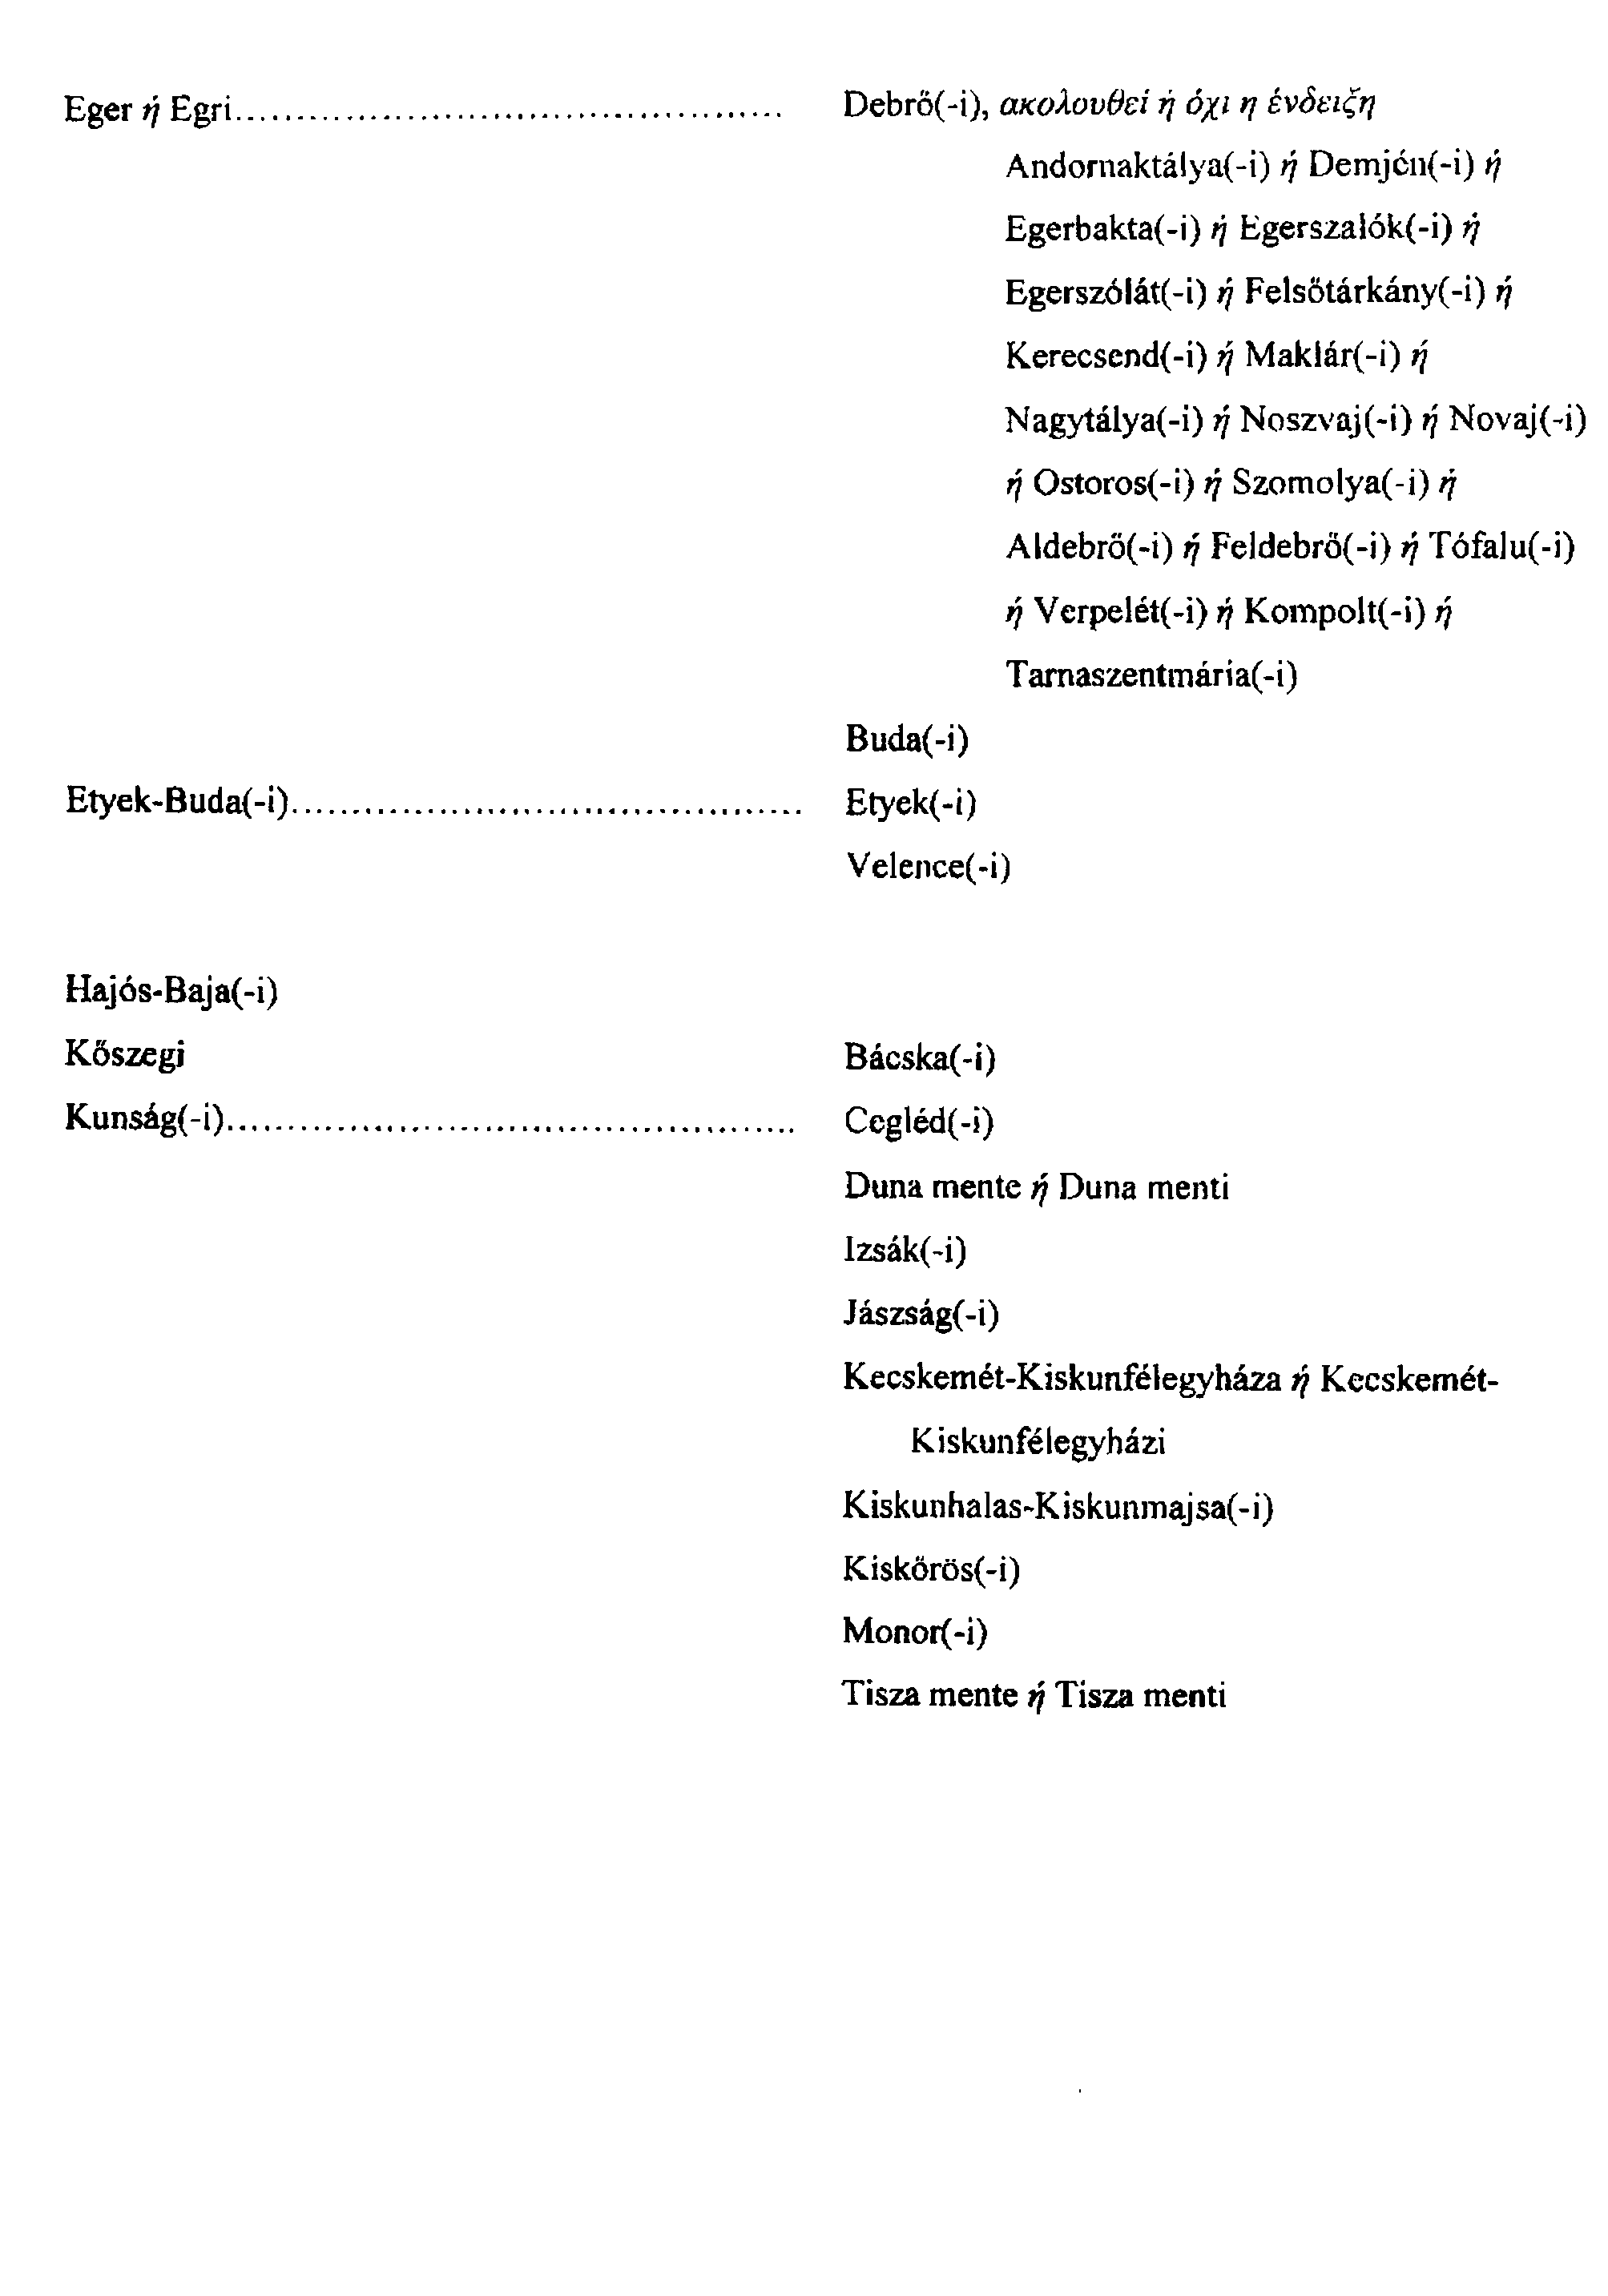 Eger ή Egri.................................................. Debrő(-i), ακολουθεί ή όχι η ένδειξη
Andornaktálya(-i) ή Demjén(-i) ή
Egerbakta(-i) ή Egerszalók(-i) ή
Egerszólát(-i) ή Felsőtárkány(-i) ή
Kerecsend(-i) ή Maklár(-i) ή
Nagytálya(-i) ή Noszvaj(-i) ή Novaj(-i)
ή Ostoros(-i) ή Szomolya(-i) ή
Aldebrő(-i) ή Feldebrő(-i) ή Tófalu(-i)
ή Verpelét(-i) ή Kompolt(-i) ή
Tarnaszentmária(-i)
Buda(-i)
Etyek-Buda(-i).............................................. Etyek(-i)
Velence(-i)
Hajós-Baja(-i)
Kőszegi Bácska(-i)
Kunság(-i)................................................... Cegléd(-i)
Duna mente ή Duna menti
Izsák(-i)
Jászság(-i)
Kecskemét-Kiskunfélegyháza ή Kecskemét-
Kiskunfélegyházi
Kiskunhalas-Kiskunmajsa(-i)
Kiskőrös(-i)
Monor(-i)
Tisza mente ή Tisza menti